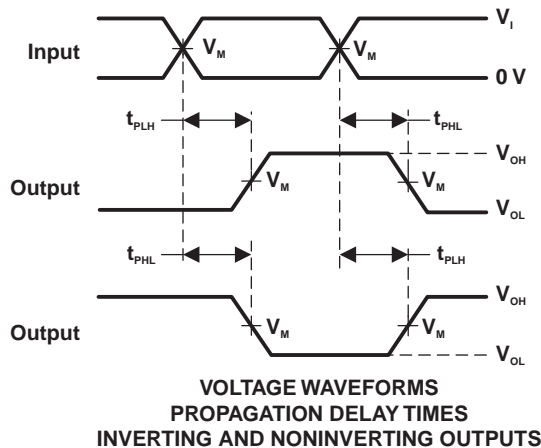 V_I
Input
V_M
V_M
0 V
t_PLH
t_PHL
V_OH
Output
V_M
V_M
V_OL
t_PHL
t_PLH
V_OH
Output
V_M
V_M
V_OL
VOLTAGE WAVEFORMS
PROPAGATION DELAY TIMES
INVERTING AND NONINVERTING OUTPUTS